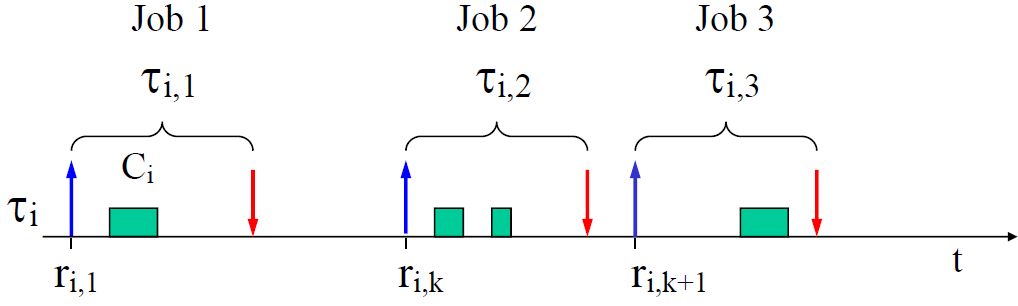 Job 1 Job 2 Job 3
τi,1 τi,2 τi,3
Ci
τi
ri,1 ri,k ri,k+1 t